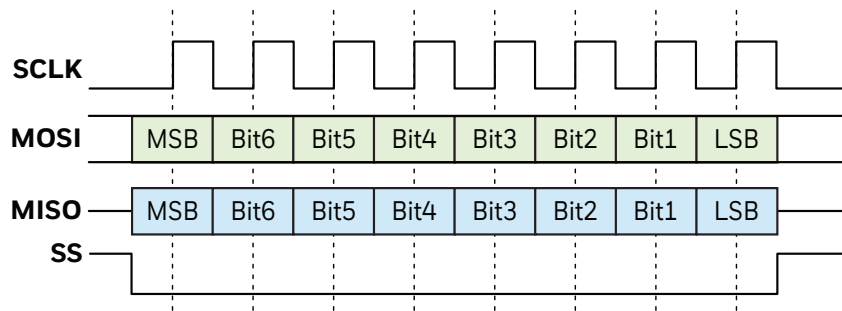 SCLK
MOSI MSB Bit6 Bit5 Bit4 Bit3 Bit2 Bit1 LSB
MISO MSB Bit6 Bit5 Bit4 Bit3 Bit2 Bit1 LSB
SS